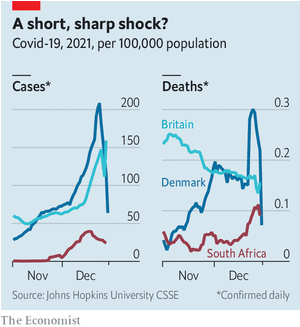 A short, sharp shock?
Covid-19, 2021, per 100,000 population
Cases*
200
150
100
50
0
Nov
Dec
Deaths*
0.3
0.2
0.1
0
Britain
Denmark
South Africa
Nov
Dec
Source: Johns Hopkins University CSSE
*Confirmed daily
The Economist